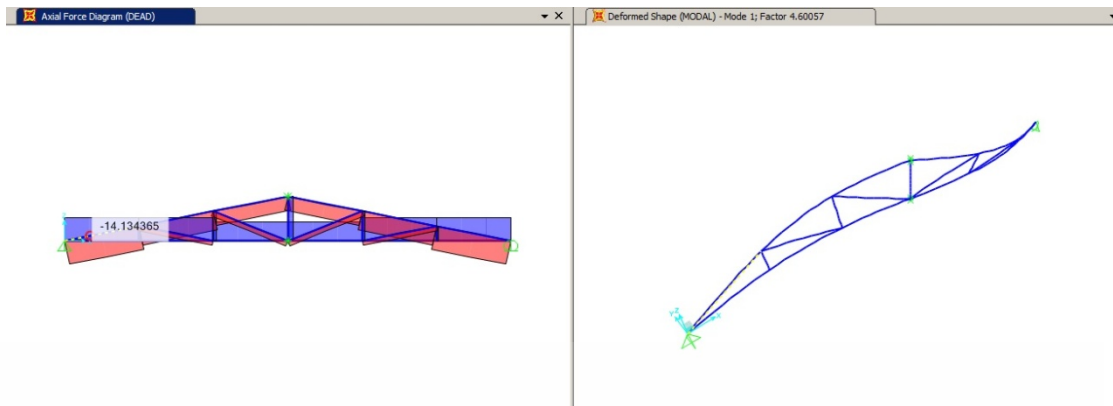 Axial Force Diagram (DEAD)
Deformed Shape (MODAL) - Mode 1; Factor 4.60057
-14.134365